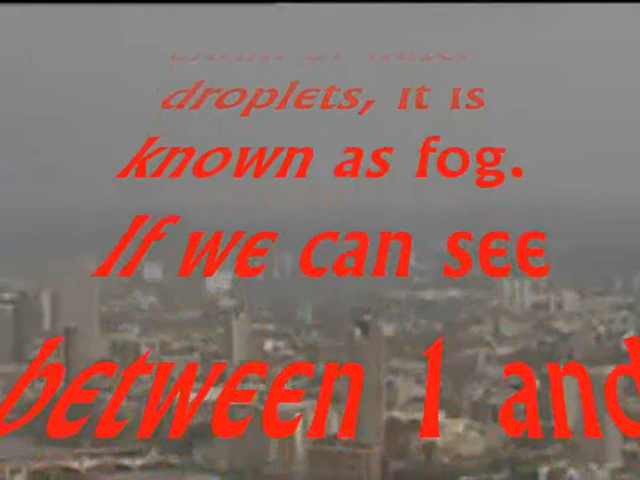 droplets, it is
known as fog.
If we can see
between 1 and